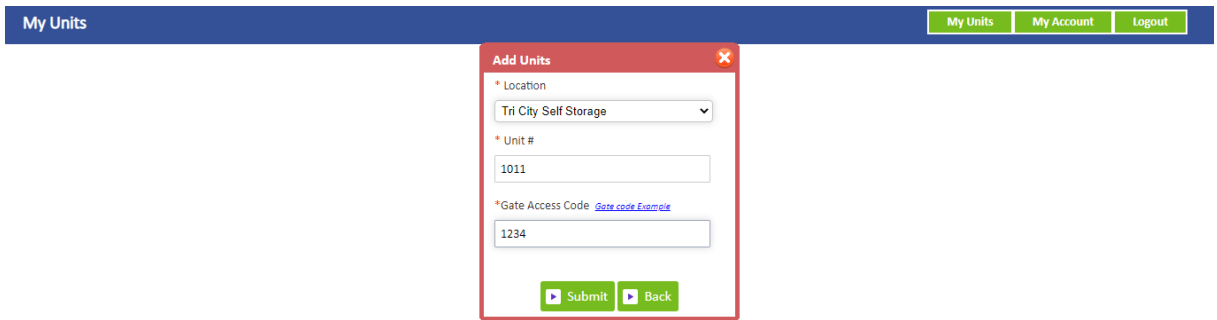 My Units
My Units My Account Logout
Add Units
* Location
Tri City Self Storage
* Unit #
1011
*Gate Access Code Gate code Example
1234
Submit Back